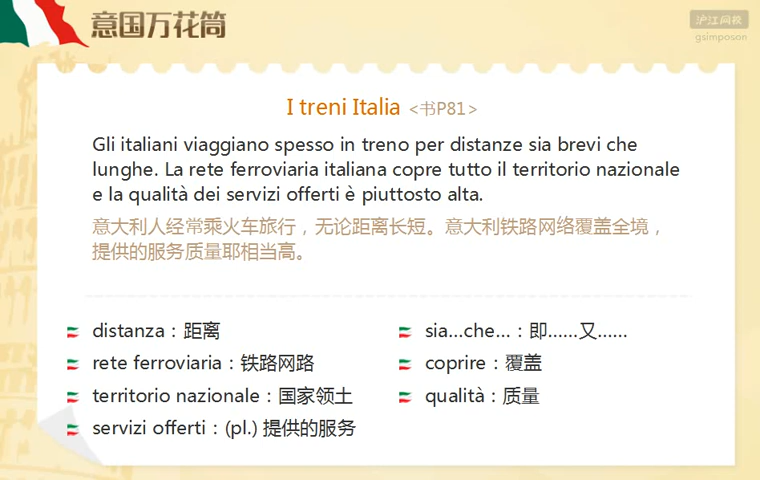 意国万花筒
沪江网校
gsimposon
I treni Italia <书P81>
Gli italiani viaggiano spesso in treno per distanze sia brevi che
lunghe. La rete ferroviaria italiana copre tutto il territorio nazionale
e la qualità dei servizi offerti è piuttosto alta.
意大利人经常乘火车旅行，无论距离长短。意大利铁路网络覆盖全境，
提供的服务质量耶相当高。
distanza：距离
sia...che...：即......又......
rete ferroviaria：铁路网路
coprire：覆盖
territorio nazionale：国家领土
qualità：质量
servizi offerti：(pl.) 提供的服务